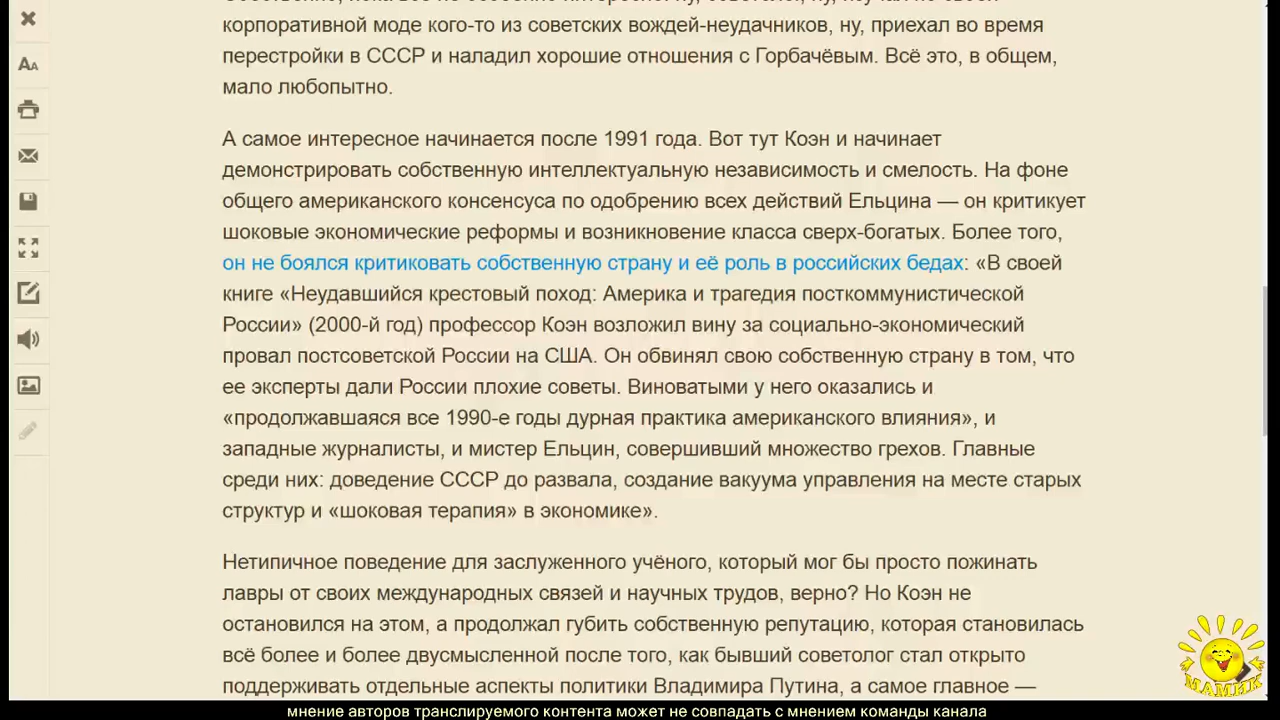 корпоративной моде кого-то из советских вождей-неудачников, ну, приехал во время
перестройки в СССР и наладил хорошие отношения с Горбачёвым. Всё это, в общем,
мало любопытно.
А самое интересное начинается после 1991 года. Вот тут Коэн и начинает
демонстрировать собственную интеллектуальную независимость и смелость. На фоне
общего американского консенсуса по одобрению всех действий Ельцина — он критикует
шоковые экономические реформы и возникновение класса сверх-богатых. Более того,
он не боялся критиковать собственную страну и её роль в российских бедах: «В своей
книге «Неудавшийся крестовый поход: Америка и трагедия посткоммунистической
России» (2000-й год) профессор Коэн возложил вину за социально-экономический
провал постсоветской России на США. Он обвинял свою собственную страну в том, что
ее эксперты дали России плохие советы. Виноватыми у него оказались и
«продолжавшаяся все 1990-е годы дурная практика американского влияния», и
западные журналисты, и мистер Ельцин, совершивший множество грехов. Главные
среди них: доведение СССР до развала, создание вакуума управления на месте старых
структур и «шоковая терапия» в экономике».
Нетипичное поведение для заслуженного учёного, который мог бы просто пожинать
лавры от своих международных связей и научных трудов, верно? Но Коэн не
остановился на этом, а продолжал губить собственную репутацию, которая становилась
всё более и более двусмысленной после того, как бывший советолог стал открыто
поддерживать отдельные аспекты политики Владимира Путина, а самое главное —
МАМИК
мнение авторов транслируемого контента может не совпадать с мнением команды канала